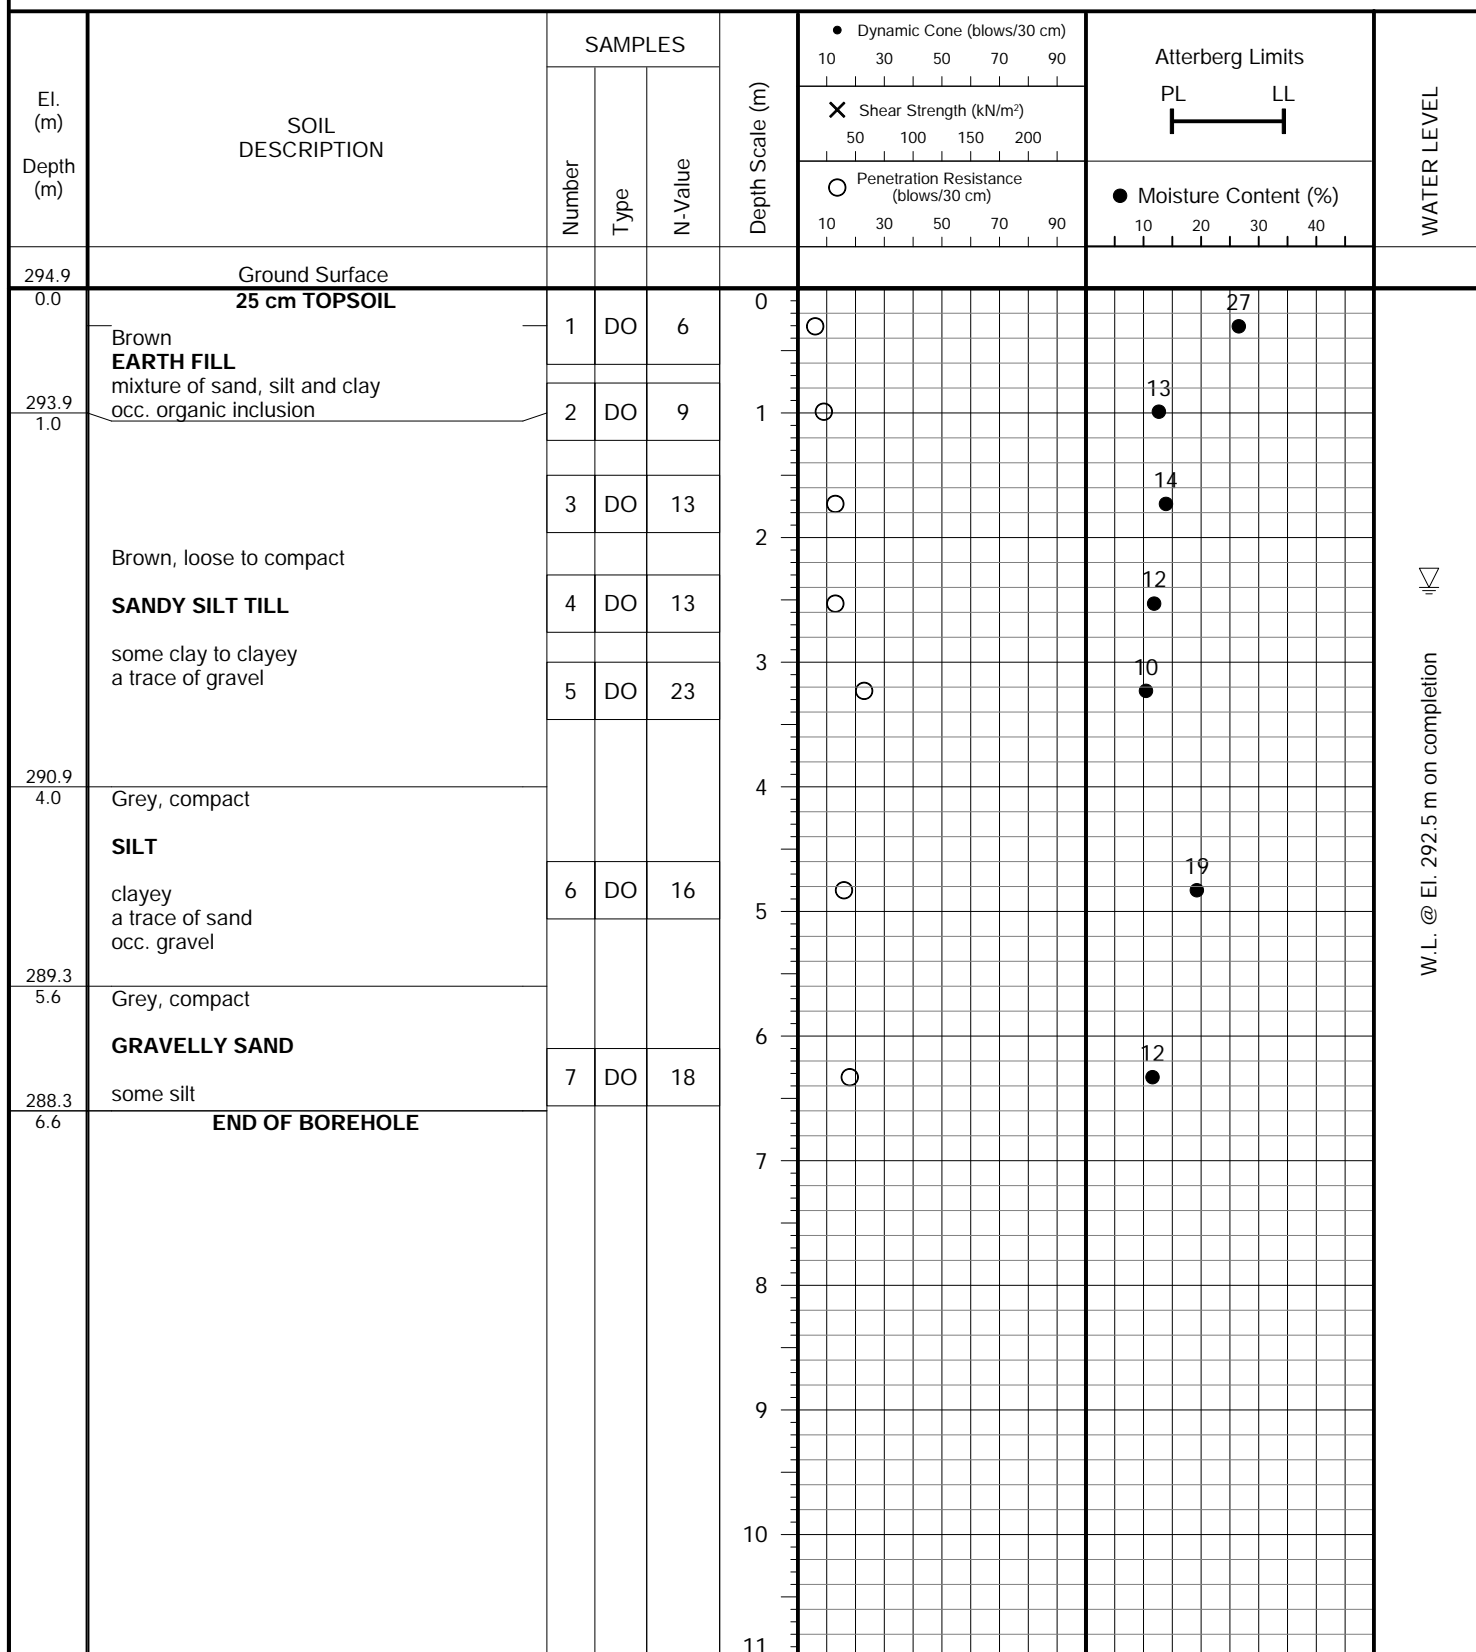 El.
(m)
Depth
(m)
SOIL
DESCRIPTION
SAMPLES
Number
Type
N-Value
Depth Scale (m)
Dynamic Cone (blows/30 cm)
10 30 50 70 90
Shear Strength (kN/m²)
50 100 150 200
Penetration Resistance
(blows/30 cm)
10 30 50 70 90
Atterberg Limits
PL LL
Moisture Content (%)
10 20 30 40
WATER LEVEL
294.9 Ground Surface
0.0 25 cm TOPSOIL
Brown
EARTH FILL
mixture of sand, silt and clay
occ. organic inclusion
293.9
1.0
Brown, loose to compact
SANDY SILT TILL
some clay to clayey
a trace of gravel
290.9
4.0 Grey, compact
SILT
clayey
a trace of sand
occ. gravel
289.3
5.6 Grey, compact
GRAVELLY SAND
some silt
288.3
6.6 END OF BOREHOLE
1 DO 6
2 DO 9
3 DO 13
4 DO 13
5 DO 23
6 DO 16
7 DO 18
0
1
2
3
4
5
6
7
8
9
10
11
27
13
14
12
10
19
12
W.L. @ El. 292.5 m on completion